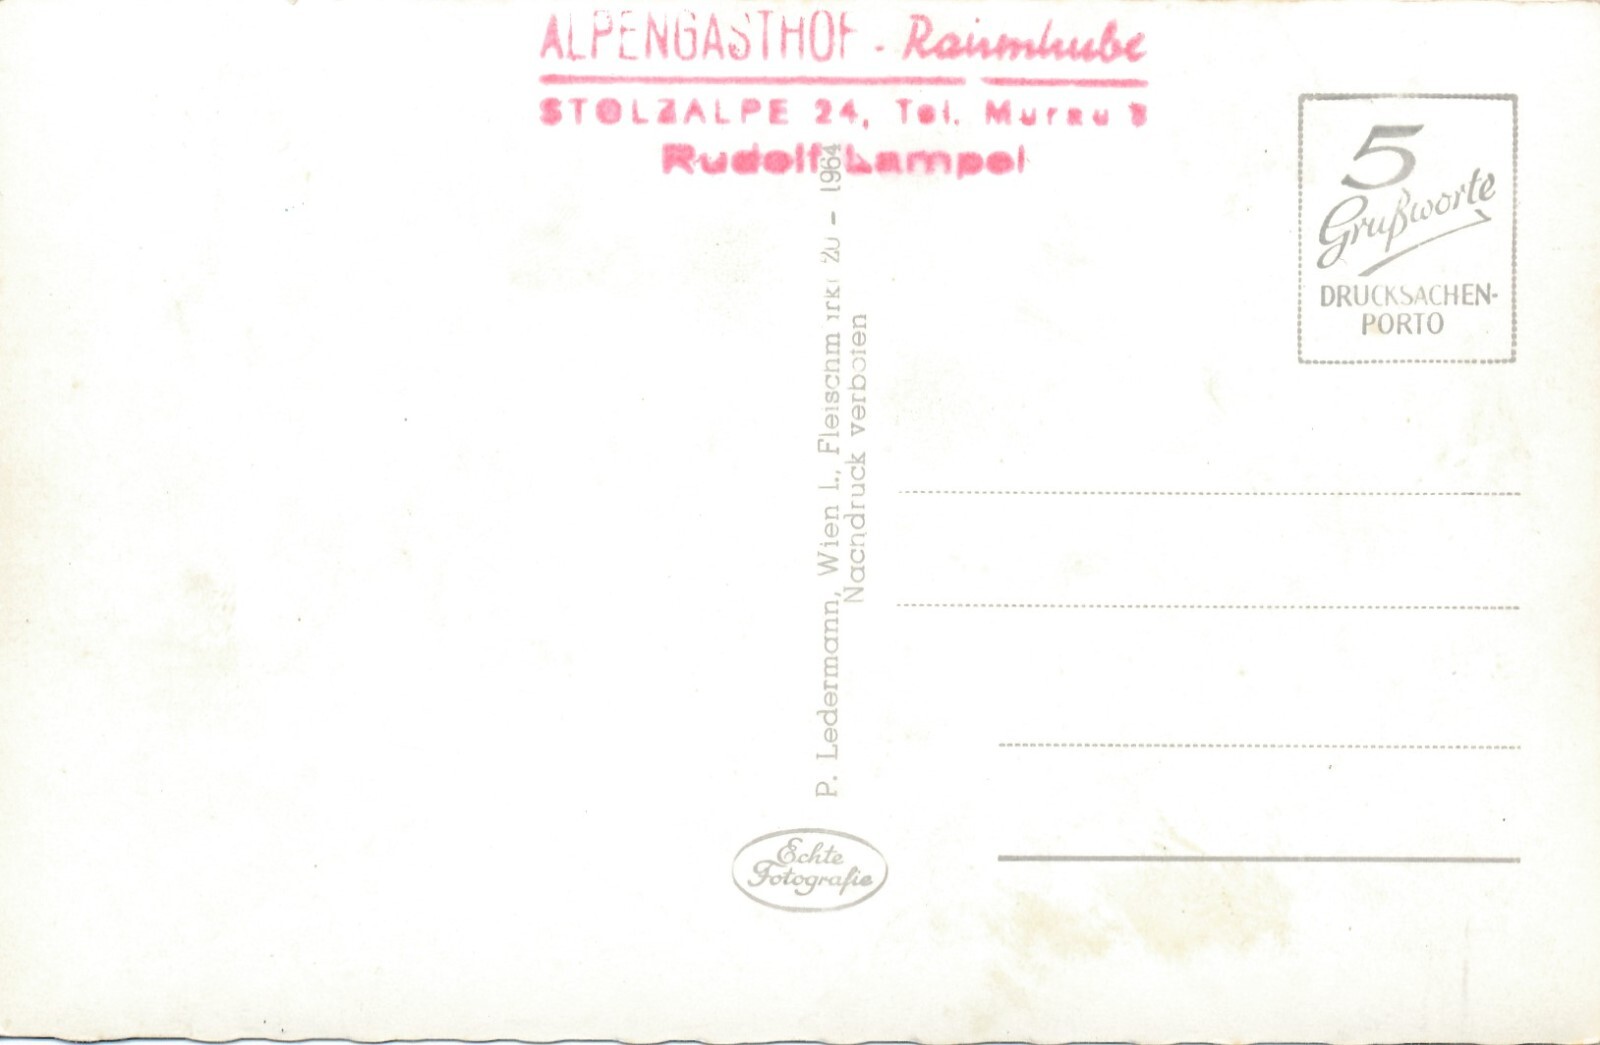 ALPENGASTHOF - Raimhube
STOLZALPE 24, Tel. Murau
Rudolf Lampel
5
Grußworte
DRUCKSACHEN-
PORTO
P. Ledermann, Wien I., Fleischmarkt 20 - 1964
Nachdruck verboten
Echte
Fotografie